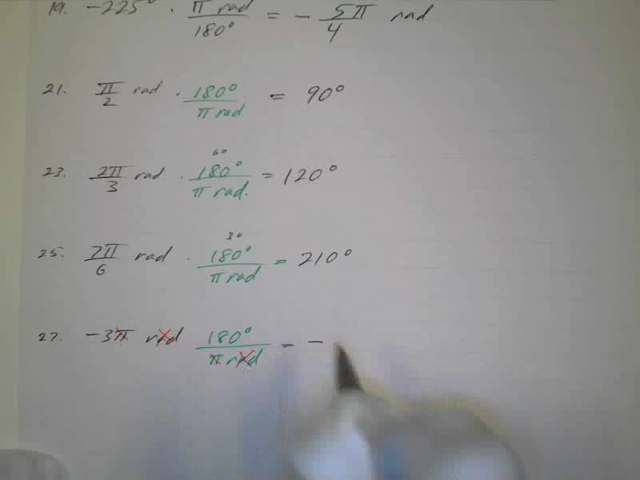 19. -225° · π rad/180° = - 5π/4 rad
21. π/2 rad · 180°/π rad = 90°
23. 2π/3 rad · 60° 180°/π rad. = 120°
25. 7π/6 rad · 30° 180°/π rad = 210°
27. -3π rad 180°/π rad = -